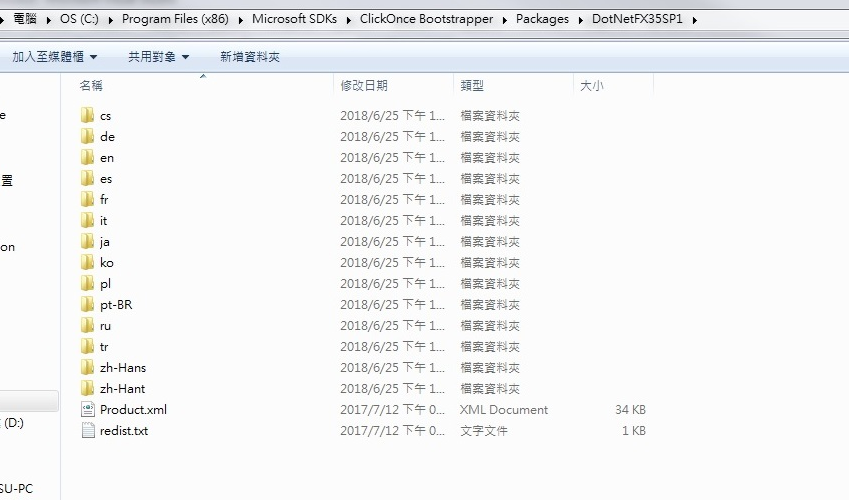 電腦 ▸ OS (C:) ▸ Program Files (x86) ▸ Microsoft SDKs ▸ ClickOnce Bootstrapper ▸ Packages ▸ DotNetFX35SP1 ▸
加入至媒體櫃 ▼ 共用對象 ▼ 新增資料夾
名稱 修改日期 類型 大小
cs 2018/6/25 下午 1... 檔案資料夾
de 2018/6/25 下午 1... 檔案資料夾
en 2018/6/25 下午 1... 檔案資料夾
es 2018/6/25 下午 1... 檔案資料夾
fr 2018/6/25 下午 1... 檔案資料夾
it 2018/6/25 下午 1... 檔案資料夾
ja 2018/6/25 下午 1... 檔案資料夾
ko 2018/6/25 下午 1... 檔案資料夾
pl 2018/6/25 下午 1... 檔案資料夾
pt-BR 2018/6/25 下午 1... 檔案資料夾
ru 2018/6/25 下午 1... 檔案資料夾
tr 2018/6/25 下午 1... 檔案資料夾
zh-Hans 2018/6/25 下午 1... 檔案資料夾
zh-Hant 2018/6/25 下午 1... 檔案資料夾
Product.xml 2017/7/12 下午 0... XML Document 34 KB
redist.txt 2017/7/12 下午 0... 文字文件 1 KB
e
置
on
(D:)
SU-PC